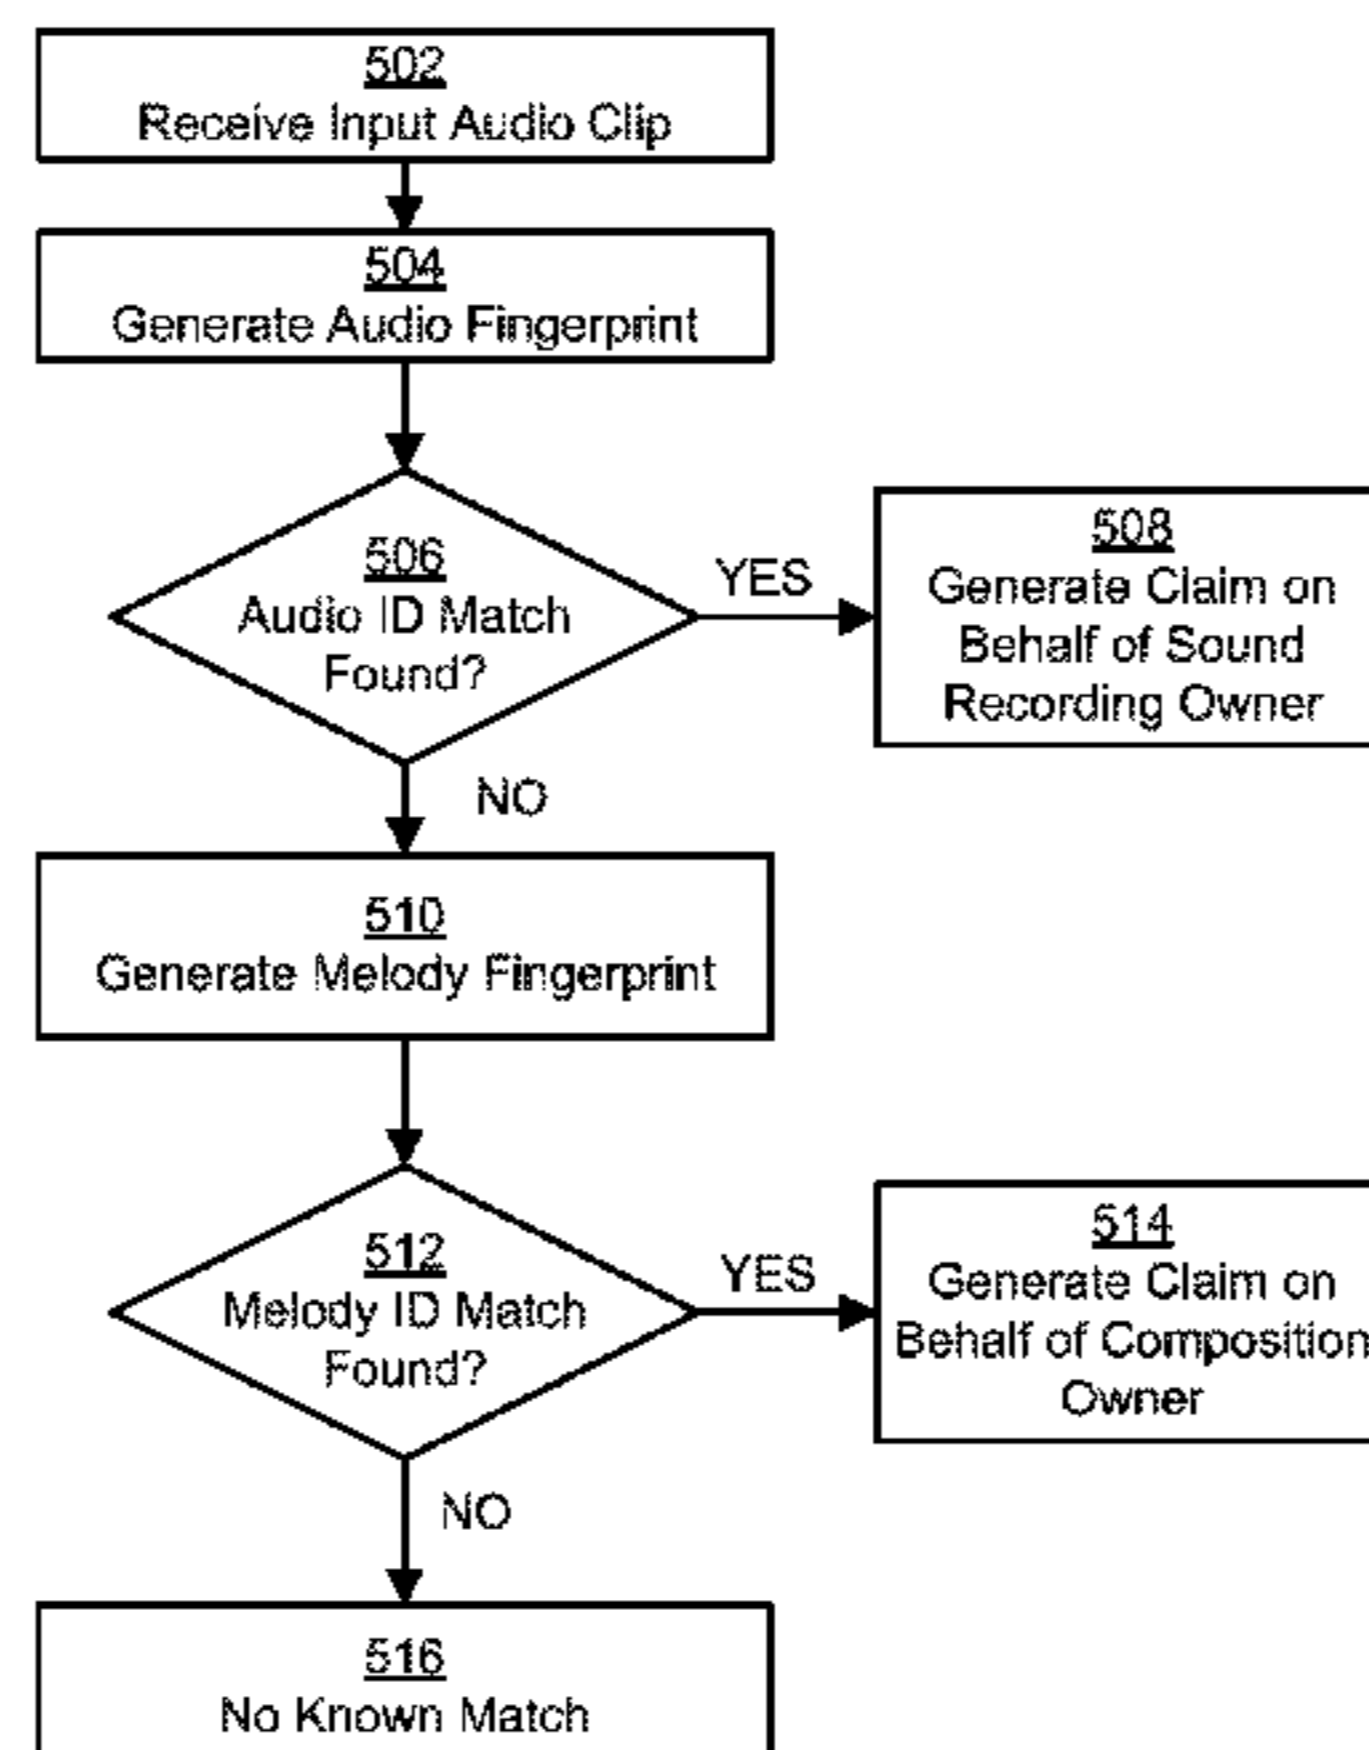 502
Receive Input Audio Clip
504
Generate Audio Fingerprint
506
Audio ID Match
Found?
YES
508
Generate Claim on
Behalf of Sound
Recording Owner
NO
510
Generate Melody Fingerprint
512
Melody ID Match
Found?
YES
514
Generate Claim on
Behalf of Composition
Owner
NO
516
No Known Match